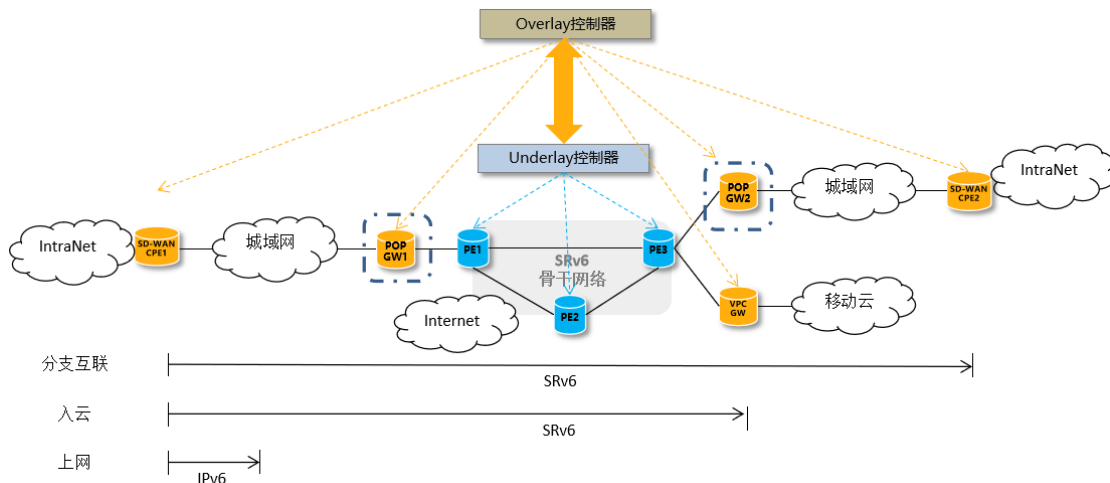 Overlay控制器
Underlay控制器
IntraNet
SD-WAN
CPE1
城域网
POP
GW1
PE1
SRv6
骨干网络
PE2
PE3
Internet
POP
GW2
城域网
SD-WAN
CPE2
IntraNet
VPC
GW
移动云
分支互联
SRv6
入云
SRv6
上网
IPv6